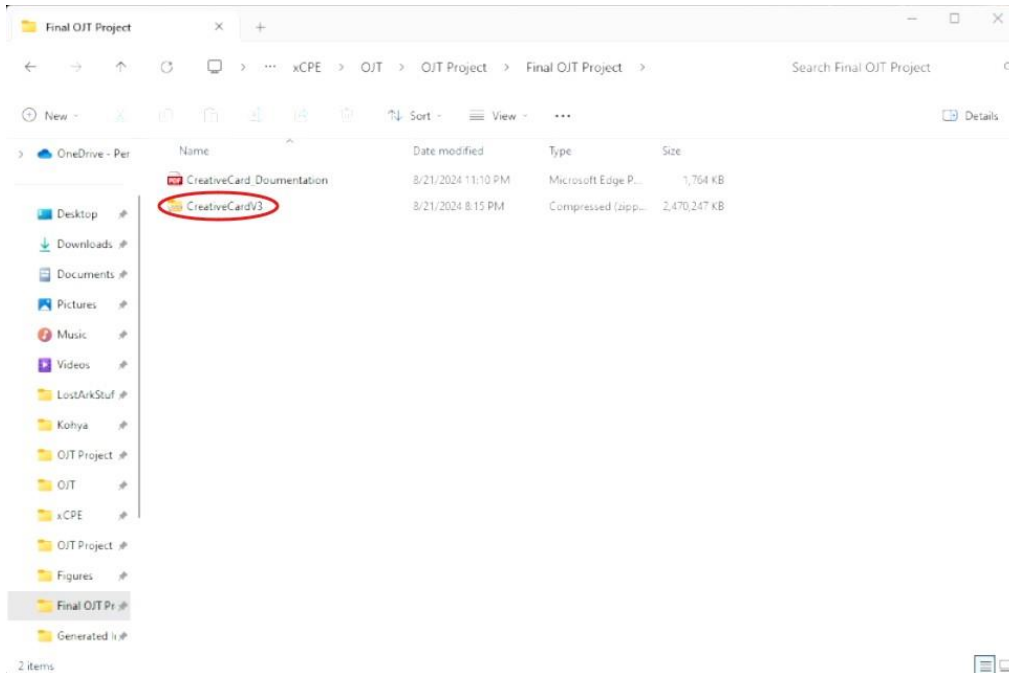 Final OJT Project
xCPE > OJT > OJT Project > Final OJT Project >
Search Final OJT Project
New
Sort
View
Details
Name Date modified Type Size
CreativeCard_Doumentation 8/21/2024 11:10 PM Microsoft Edge P... 1,764 KB
CreativeCardV3 8/21/2024 8:15 PM Compressed (zipp... 2,470,247 KB
OneDrive - Per
Desktop
Downloads
Documents
Pictures
Music
Videos
LostArkStuf
Kohya
OJT Project
OJT
xCPE
OJT Project
Figures
Final OJT Pr
Generated
2 items